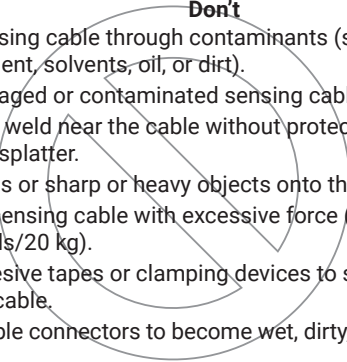 Don't
sing cable through contaminants (s
ent, solvents, oil, or dirt).
aged or contaminated sensing cabl
weld near the cable without protec
splatter.
s or sharp or heavy objects onto th
ensing cable with excessive force (
ls/20 kg).
esive tapes or clamping devices to s
cable.
ble connectors to become wet, dirty,